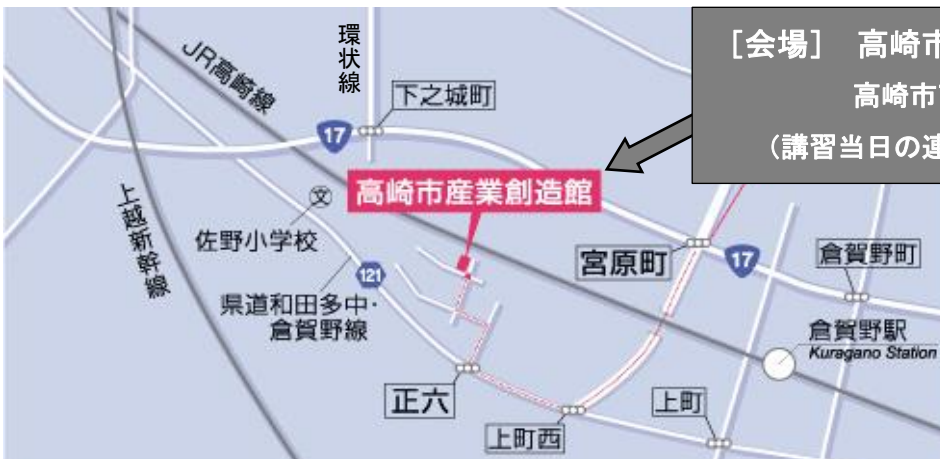 [会場] 高崎市
高崎市
(講習当日の連
環
状
線
JR高崎線
下之城町
17
高崎市産業創造館
佐野小学校
上越新幹線
121
県道和田多中・
倉賀野線
宮原町
17
倉賀野町
倉賀野駅
Kuragano Station
正六
上町
上町西